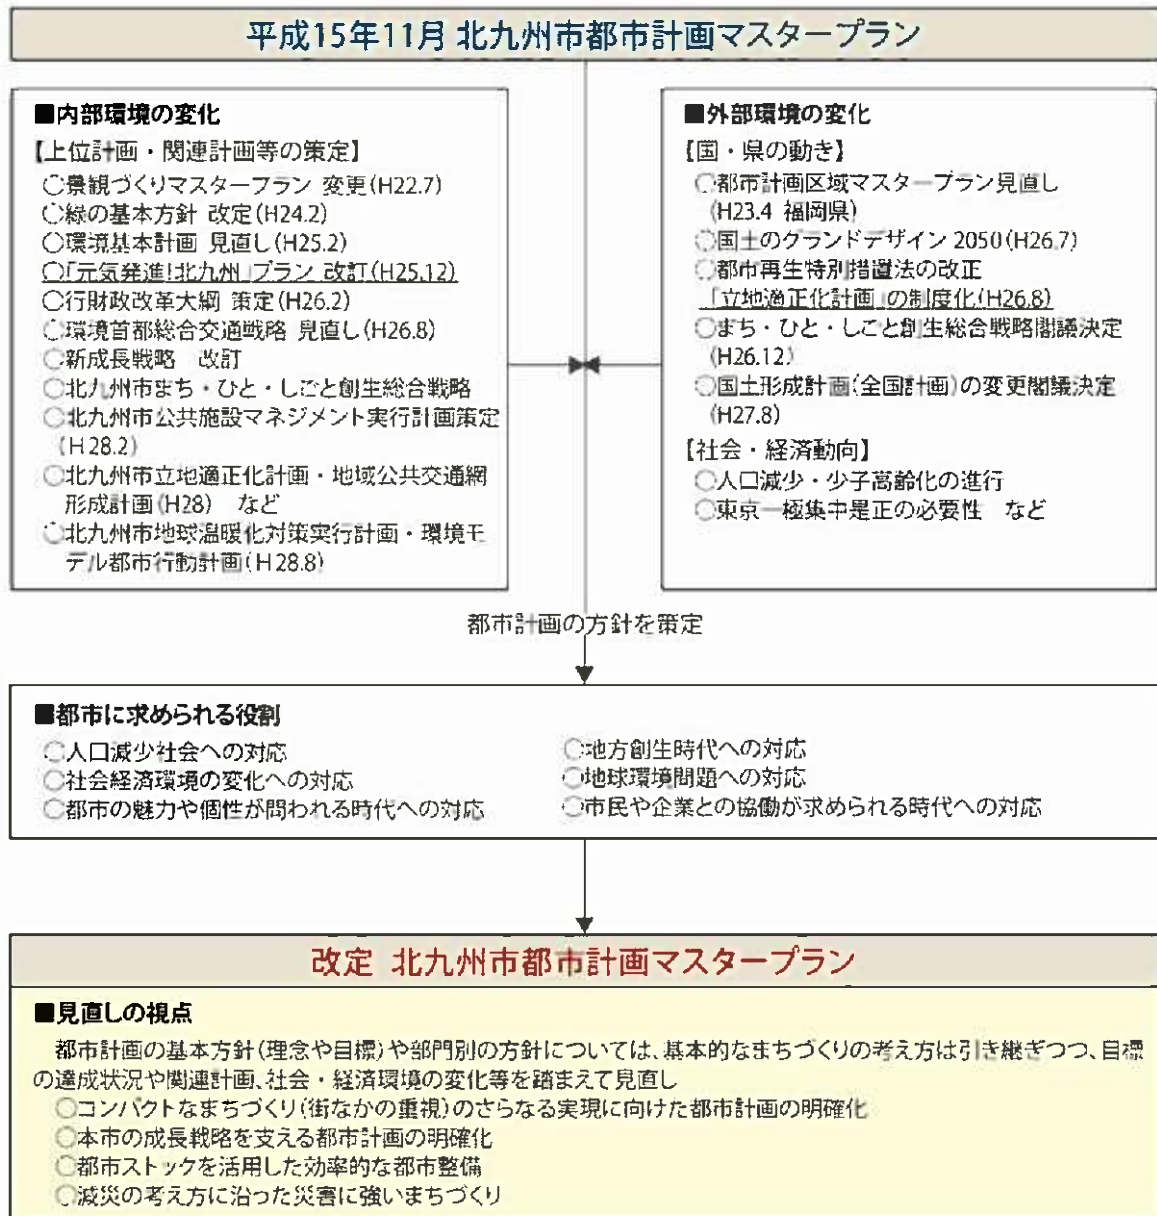 平成15年11月 北九州市都市計画マスタープラン
■内部環境の変化
【上位計画・関連計画等の策定】
○景観づくりマスタープラン 変更(H22.7)
○緑の基本方針 改定(H24.2)
○環境基本計画 見直し(H25.2)
○「元気発進!北九州」プラン 改訂(H25.12)
○行財政改革大綱 策定(H26.2)
○環境首都総合交通戦略 見直し(H26.8)
○新成長戦略 改訂
○北九州市まち・ひと・しごと創生総合戦略
○北九州市公共施設マネジメント実行計画策定
(H28.2)
○北九州市立地適正化計画・地域公共交通網
形成計画(H28) など
○北九州市地球温暖化対策実行計画・環境モ
デル都市行動計画(H28.8)
■外部環境の変化
【国・県の動き】
○都市計画区域マスタープラン見直し
(H23.4 福岡県)
○国土のグランドデザイン2050(H26.7)
○都市再生特別措置法の改正
「立地適正化計画」の制度化(H26.8)
○まち・ひと・しごと創生総合戦略閣議決定
(H26.12)
○国土形成計画(全国計画)の変更閣議決定
(H27.8)
【社会・経済動向】
○人口減少・少子高齢化の進行
○東京一極集中是正の必要性 など
都市計画の方針を策定
■都市に求められる役割
○人口減少社会への対応
○社会経済環境の変化への対応
○都市の魅力や個性が問われる時代への対応
○地方創生時代への対応
○地球環境問題への対応
○市民や企業との協働が求められる時代への対応
改定 北九州市都市計画マスタープラン
■見直しの視点
都市計画の基本方針(理念や目標)や部門別の方針については、基本的なまちづくりの考え方は引き継ぎつつ、目標
の達成状況や関連計画、社会・経済環境の変化等を踏まえて見直し
○コンパクトなまちづくり(街なかの重視)のさらなる実現に向けた都市計画の明確化
○本市の成長戦略を支える都市計画の明確化
○都市ストックを活用した効率的な都市整備
○減災の考え方に沿った災害に強いまちづくり